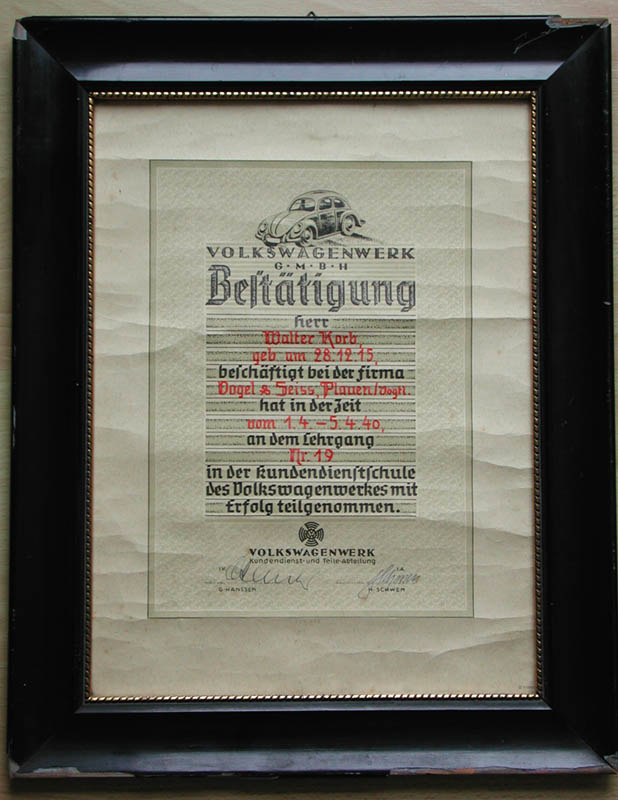 VOLKSWAGENWERK
G·M·B·H
Bestätigung
Herr
Walter Korb,
geb. am 28.12.15,
beschäftigt bei der Firma
Vogel & Seiss, Plauen/Vogtl.
hat in der Zeit
vom 1.4. – 5.4.40,
an dem Lehrgang
Nr. 19
in der Kundendienstschule
des Volkswagenwerkes mit
Erfolg teilgenommen.
VOLKSWAGENWERK
Kundendienst- und Teile-Abteilung
I.V. I.A.
G·HANSSEN H·SCHWEM